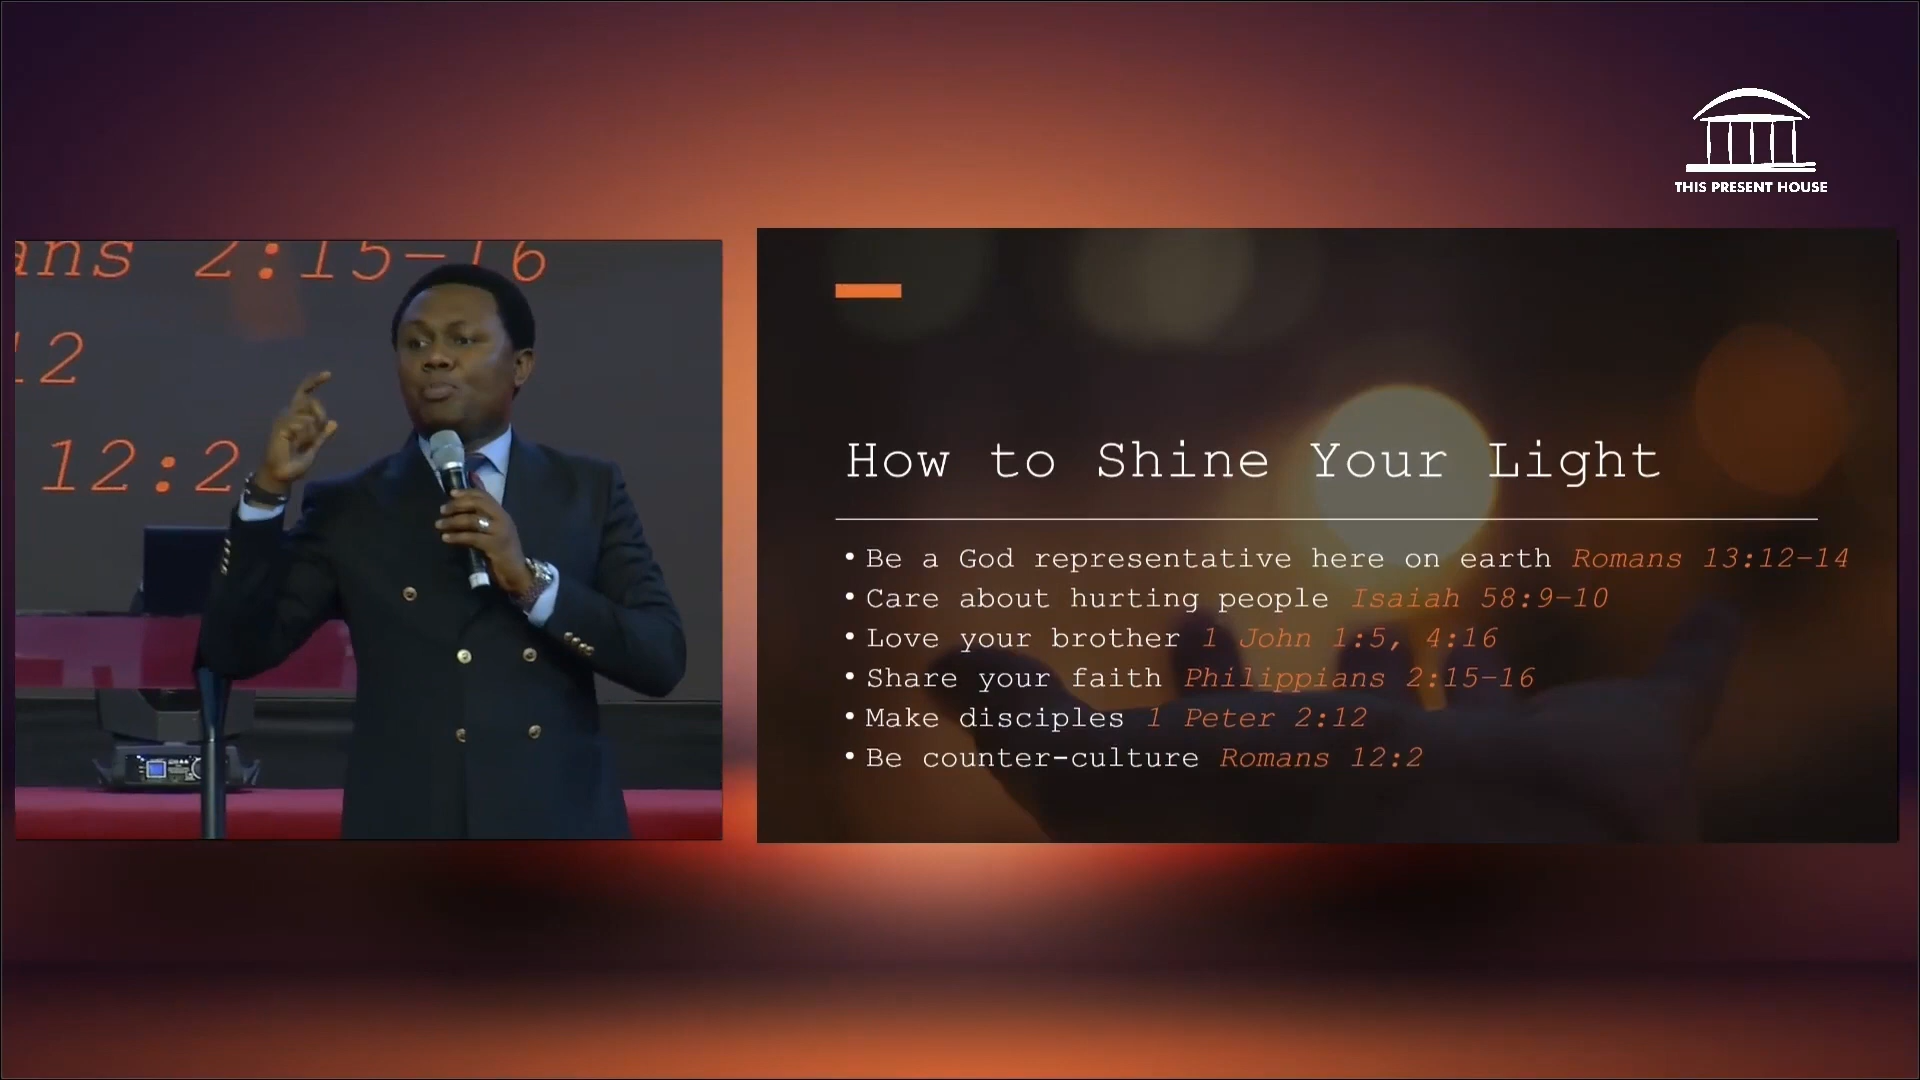 THIS PRESENT HOUSE
ans 2:15-16
12
12:2
How to Shine Your Light
• Be a God representative here on earth Romans 13:12-14
• Care about hurting people Isaiah 58:9-10
• Love your brother 1 John 1:5, 4:16
• Share your faith Philippians 2:15-16
• Make disciples 1 Peter 2:12
• Be counter-culture Romans 12:2